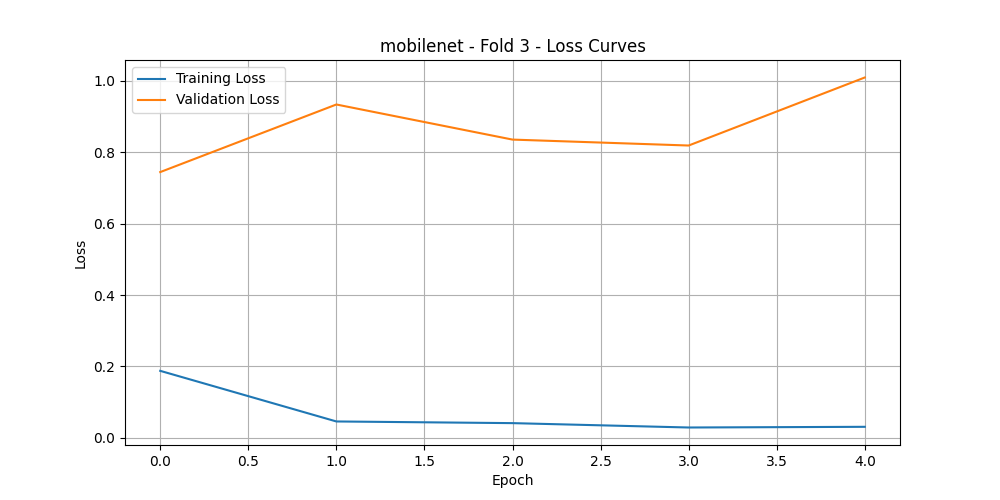 mobilenet - Fold 3 - Loss Curves
Training Loss
Validation Loss
1.0
0.8
0.6
0.4
0.2
0.0
Loss
0.0 0.5 1.0 1.5 2.0 2.5 3.0 3.5 4.0
Epoch